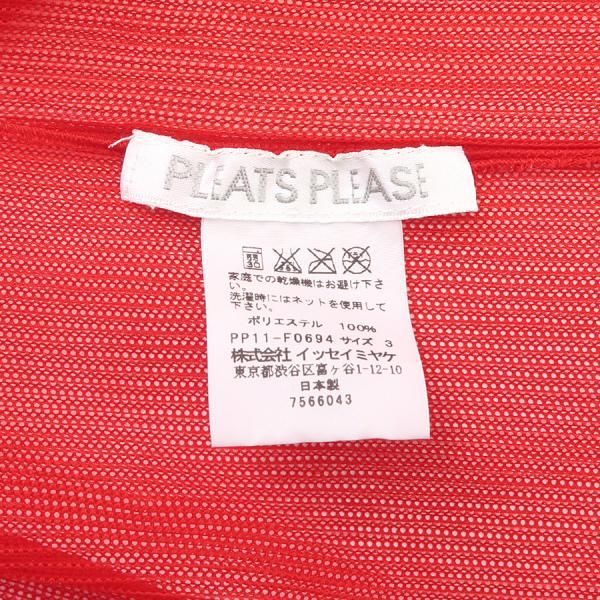 PLEATS PLEASE
家庭での乾燥機はお避け下さ
い。
洗濯時にはネットを使用して
下さい。
ポリエステル 100%
PP11-F0694 サイズ 3
株式会社 イッセイ ミヤケ
東京都渋谷区富ヶ谷1-12-10
日本製
7566043